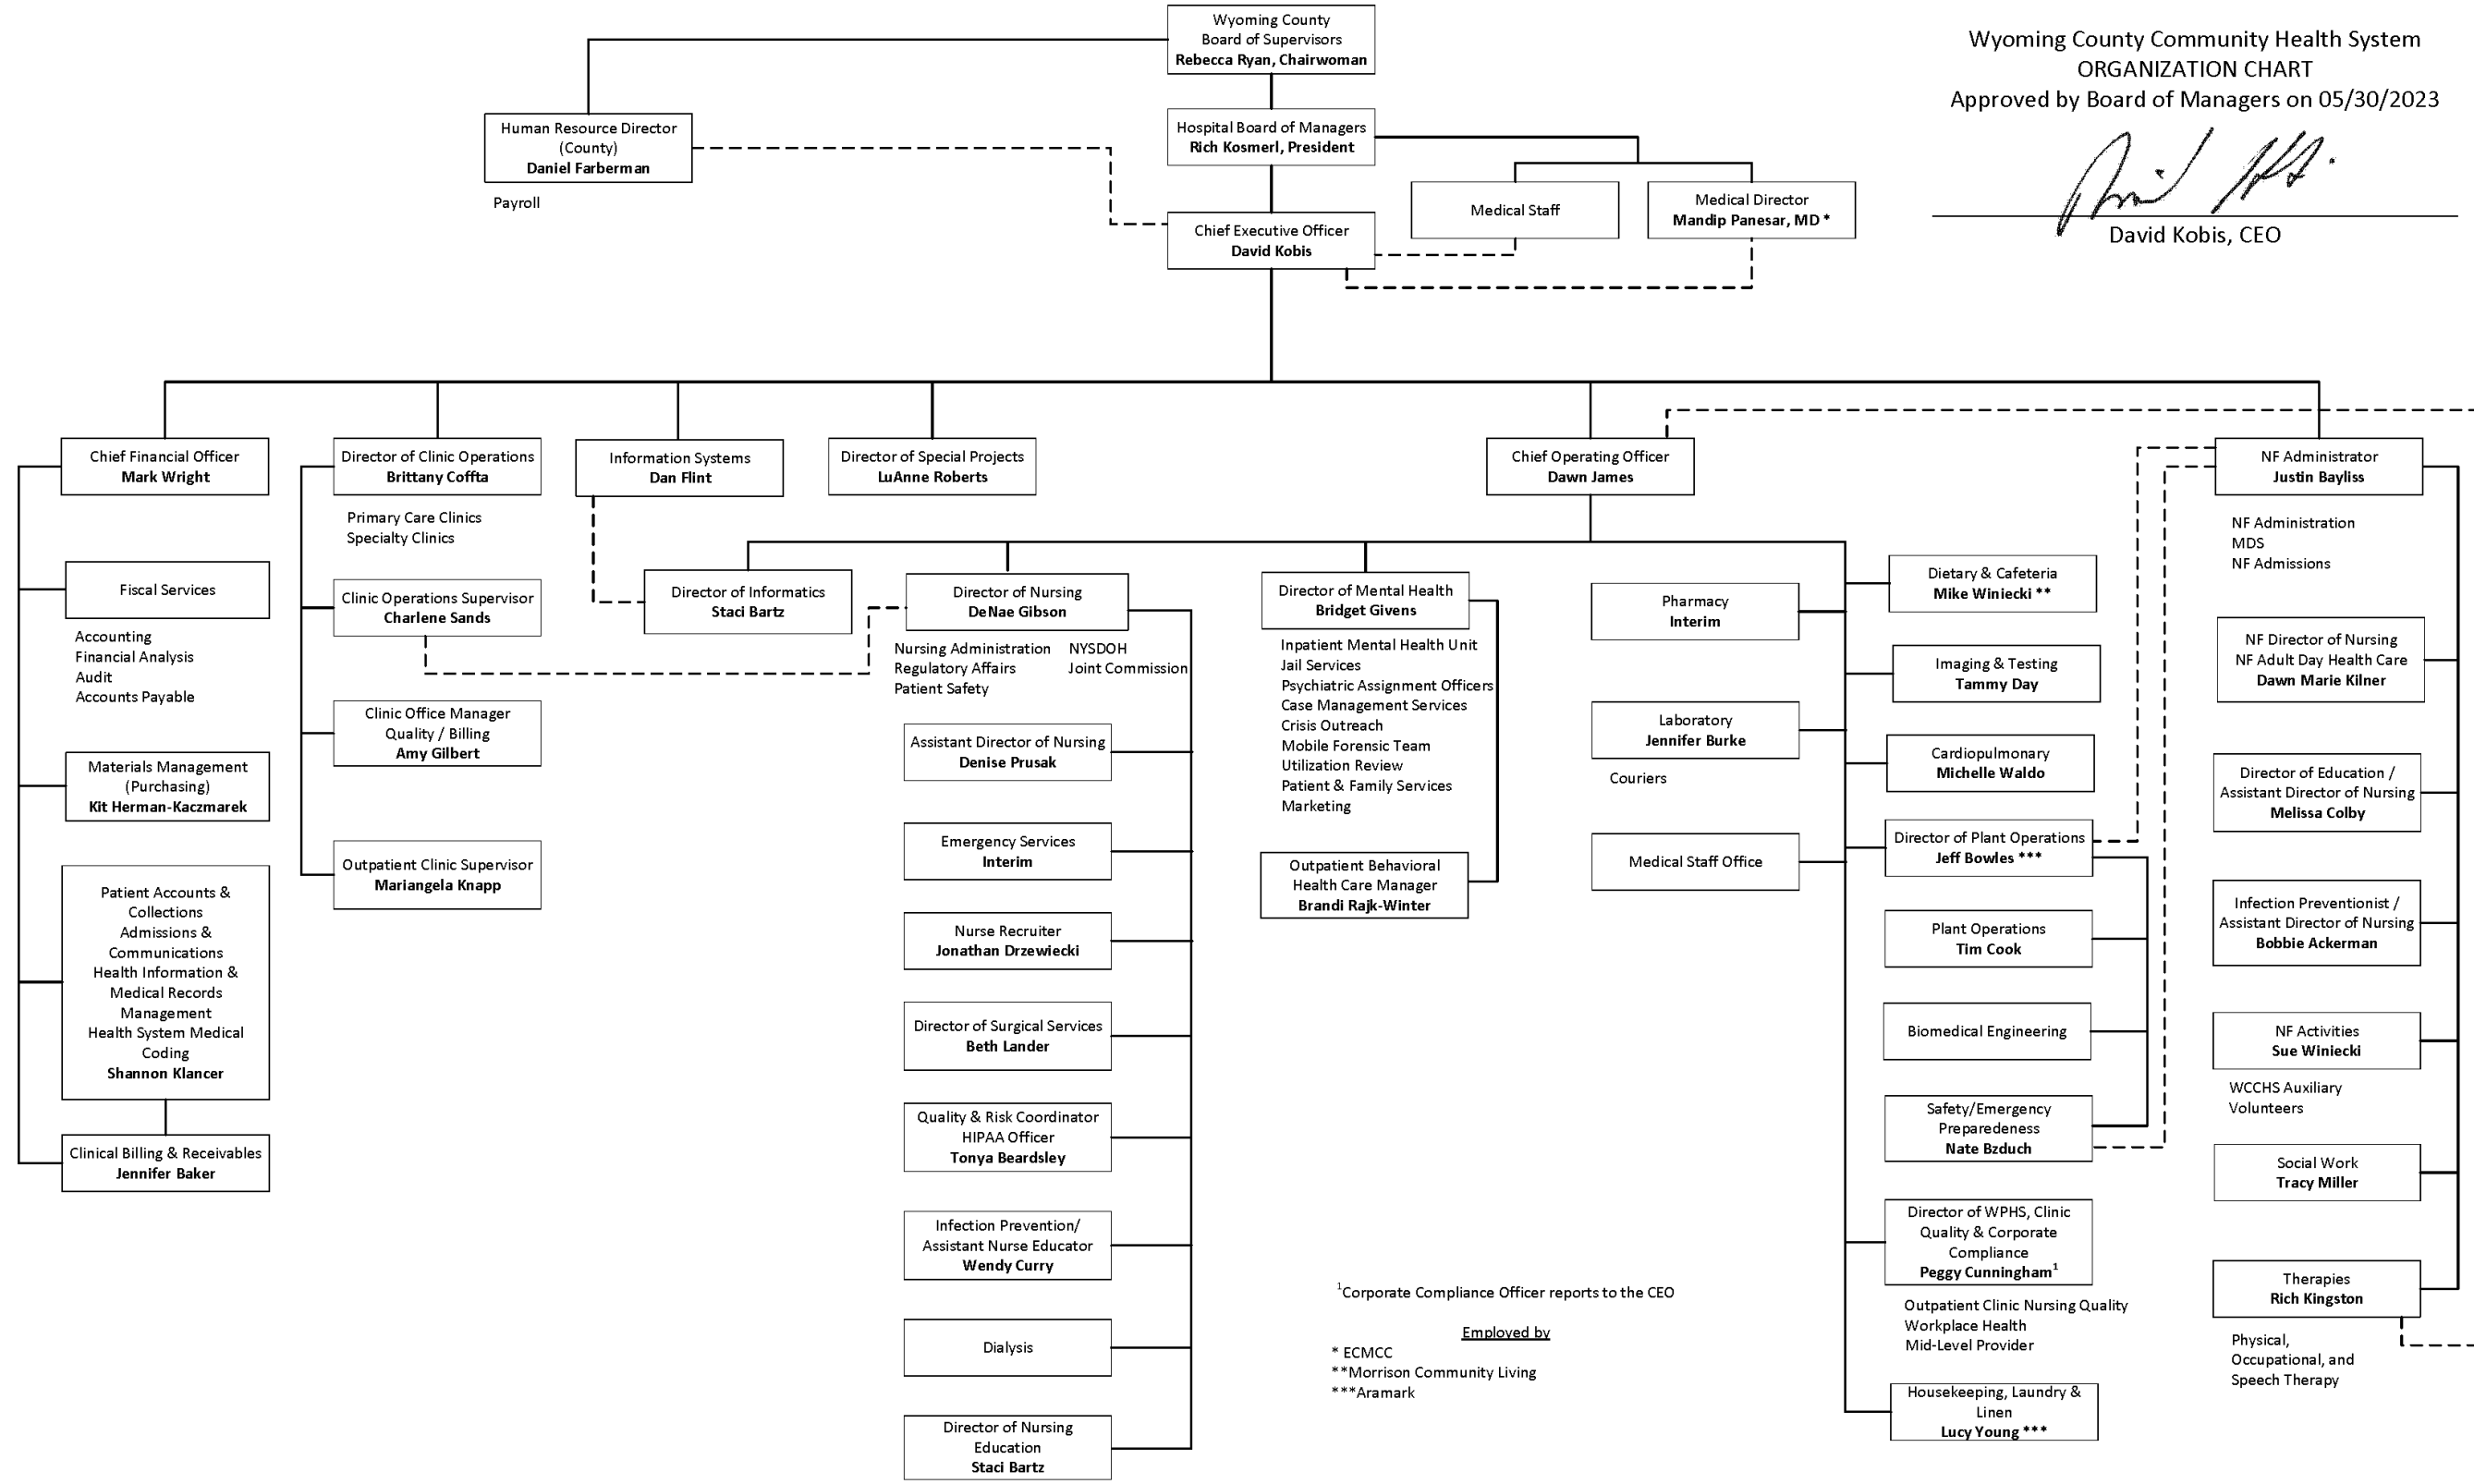 Wyoming County
Board of Supervisors
Rebecca Ryan, Chairwoman
Wyoming County Community Health System
ORGANIZATION CHART
Approved by Board of Managers on 05/30/2023
David Kobis, CEO
Human Resource Director
(County)
Daniel Farberman
Payroll
Hospital Board of Managers
Rich Kosmerl, President
Medical Staff
Medical Director
Mandip Panesar, MD *
Chief Executive Officer
David Kobis
Chief Financial Officer
Mark Wright
Fiscal Services
Accounting
Financial Analysis
Audit
Accounts Payable
Materials Management
(Purchasing)
Kit Herman-Kaczmarek
Patient Accounts &
Collections
Admissions &
Communications
Health Information &
Medical Records
Management
Health System Medical
Coding
Shannon Klancer
Clinical Billing & Receivables
Jennifer Baker
Director of Clinic Operations
Brittany Coffta
Primary Care Clinics
Specialty Clinics
Clinic Operations Supervisor
Charlene Sands
Clinic Office Manager
Quality / Billing
Amy Gilbert
Outpatient Clinic Supervisor
Mariangela Knapp
Information Systems
Dan Flint
Director of Special Projects
LuAnne Roberts
Chief Operating Officer
Dawn James
Director of Informatics
Staci Bartz
Director of Nursing
DeNae Gibson
Nursing Administration
Regulatory Affairs
Patient Safety
NYSDOH
Joint Commission
Assistant Director of Nursing
Denise Prusak
Emergency Services
Interim
Nurse Recruiter
Jonathan Drzewiecki
Director of Surgical Services
Beth Lander
Quality & Risk Coordinator
HIPAA Officer
Tonya Beardsley
Infection Prevention/
Assistant Nurse Educator
Wendy Curry
Dialysis
Director of Nursing
Education
Staci Bartz
Director of Mental Health
Bridget Givens
Inpatient Mental Health Unit
Jail Services
Psychiatric Assignment Officers
Case Management Services
Crisis Outreach
Mobile Forensic Team
Utilization Review
Patient & Family Services
Marketing
Outpatient Behavioral
Health Care Manager
Brandi Rajk-Winter
Pharmacy
Interim
Laboratory
Jennifer Burke
Couriers
Medical Staff Office
Dietary & Cafeteria
Mike Winiecki **
Imaging & Testing
Tammy Day
Cardiopulmonary
Michelle Waldo
Director of Plant Operations
Jeff Bowles ***
Plant Operations
Tim Cook
Biomedical Engineering
Safety/Emergency
Preparedeness
Nate Bzduch
Director of WPHS, Clinic
Quality & Corporate
Compliance
Peggy Cunningham¹
Outpatient Clinic Nursing Quality
Workplace Health
Mid-Level Provider
Housekeeping, Laundry &
Linen
Lucy Young ***
NF Administrator
Justin Bayliss
NF Administration
MDS
NF Admissions
NF Director of Nursing
NF Adult Day Health Care
Dawn Marie Kilner
Director of Education /
Assistant Director of Nursing
Melissa Colby
Infection Preventionist /
Assistant Director of Nursing
Bobbie Ackerman
NF Activities
Sue Winiecki
WCCHS Auxiliary
Volunteers
Social Work
Tracy Miller
Therapies
Rich Kingston
Physical,
Occupational, and
Speech Therapy
¹Corporate Compliance Officer reports to the CEO
Employed by
* ECMCC
**Morrison Community Living
***Aramark